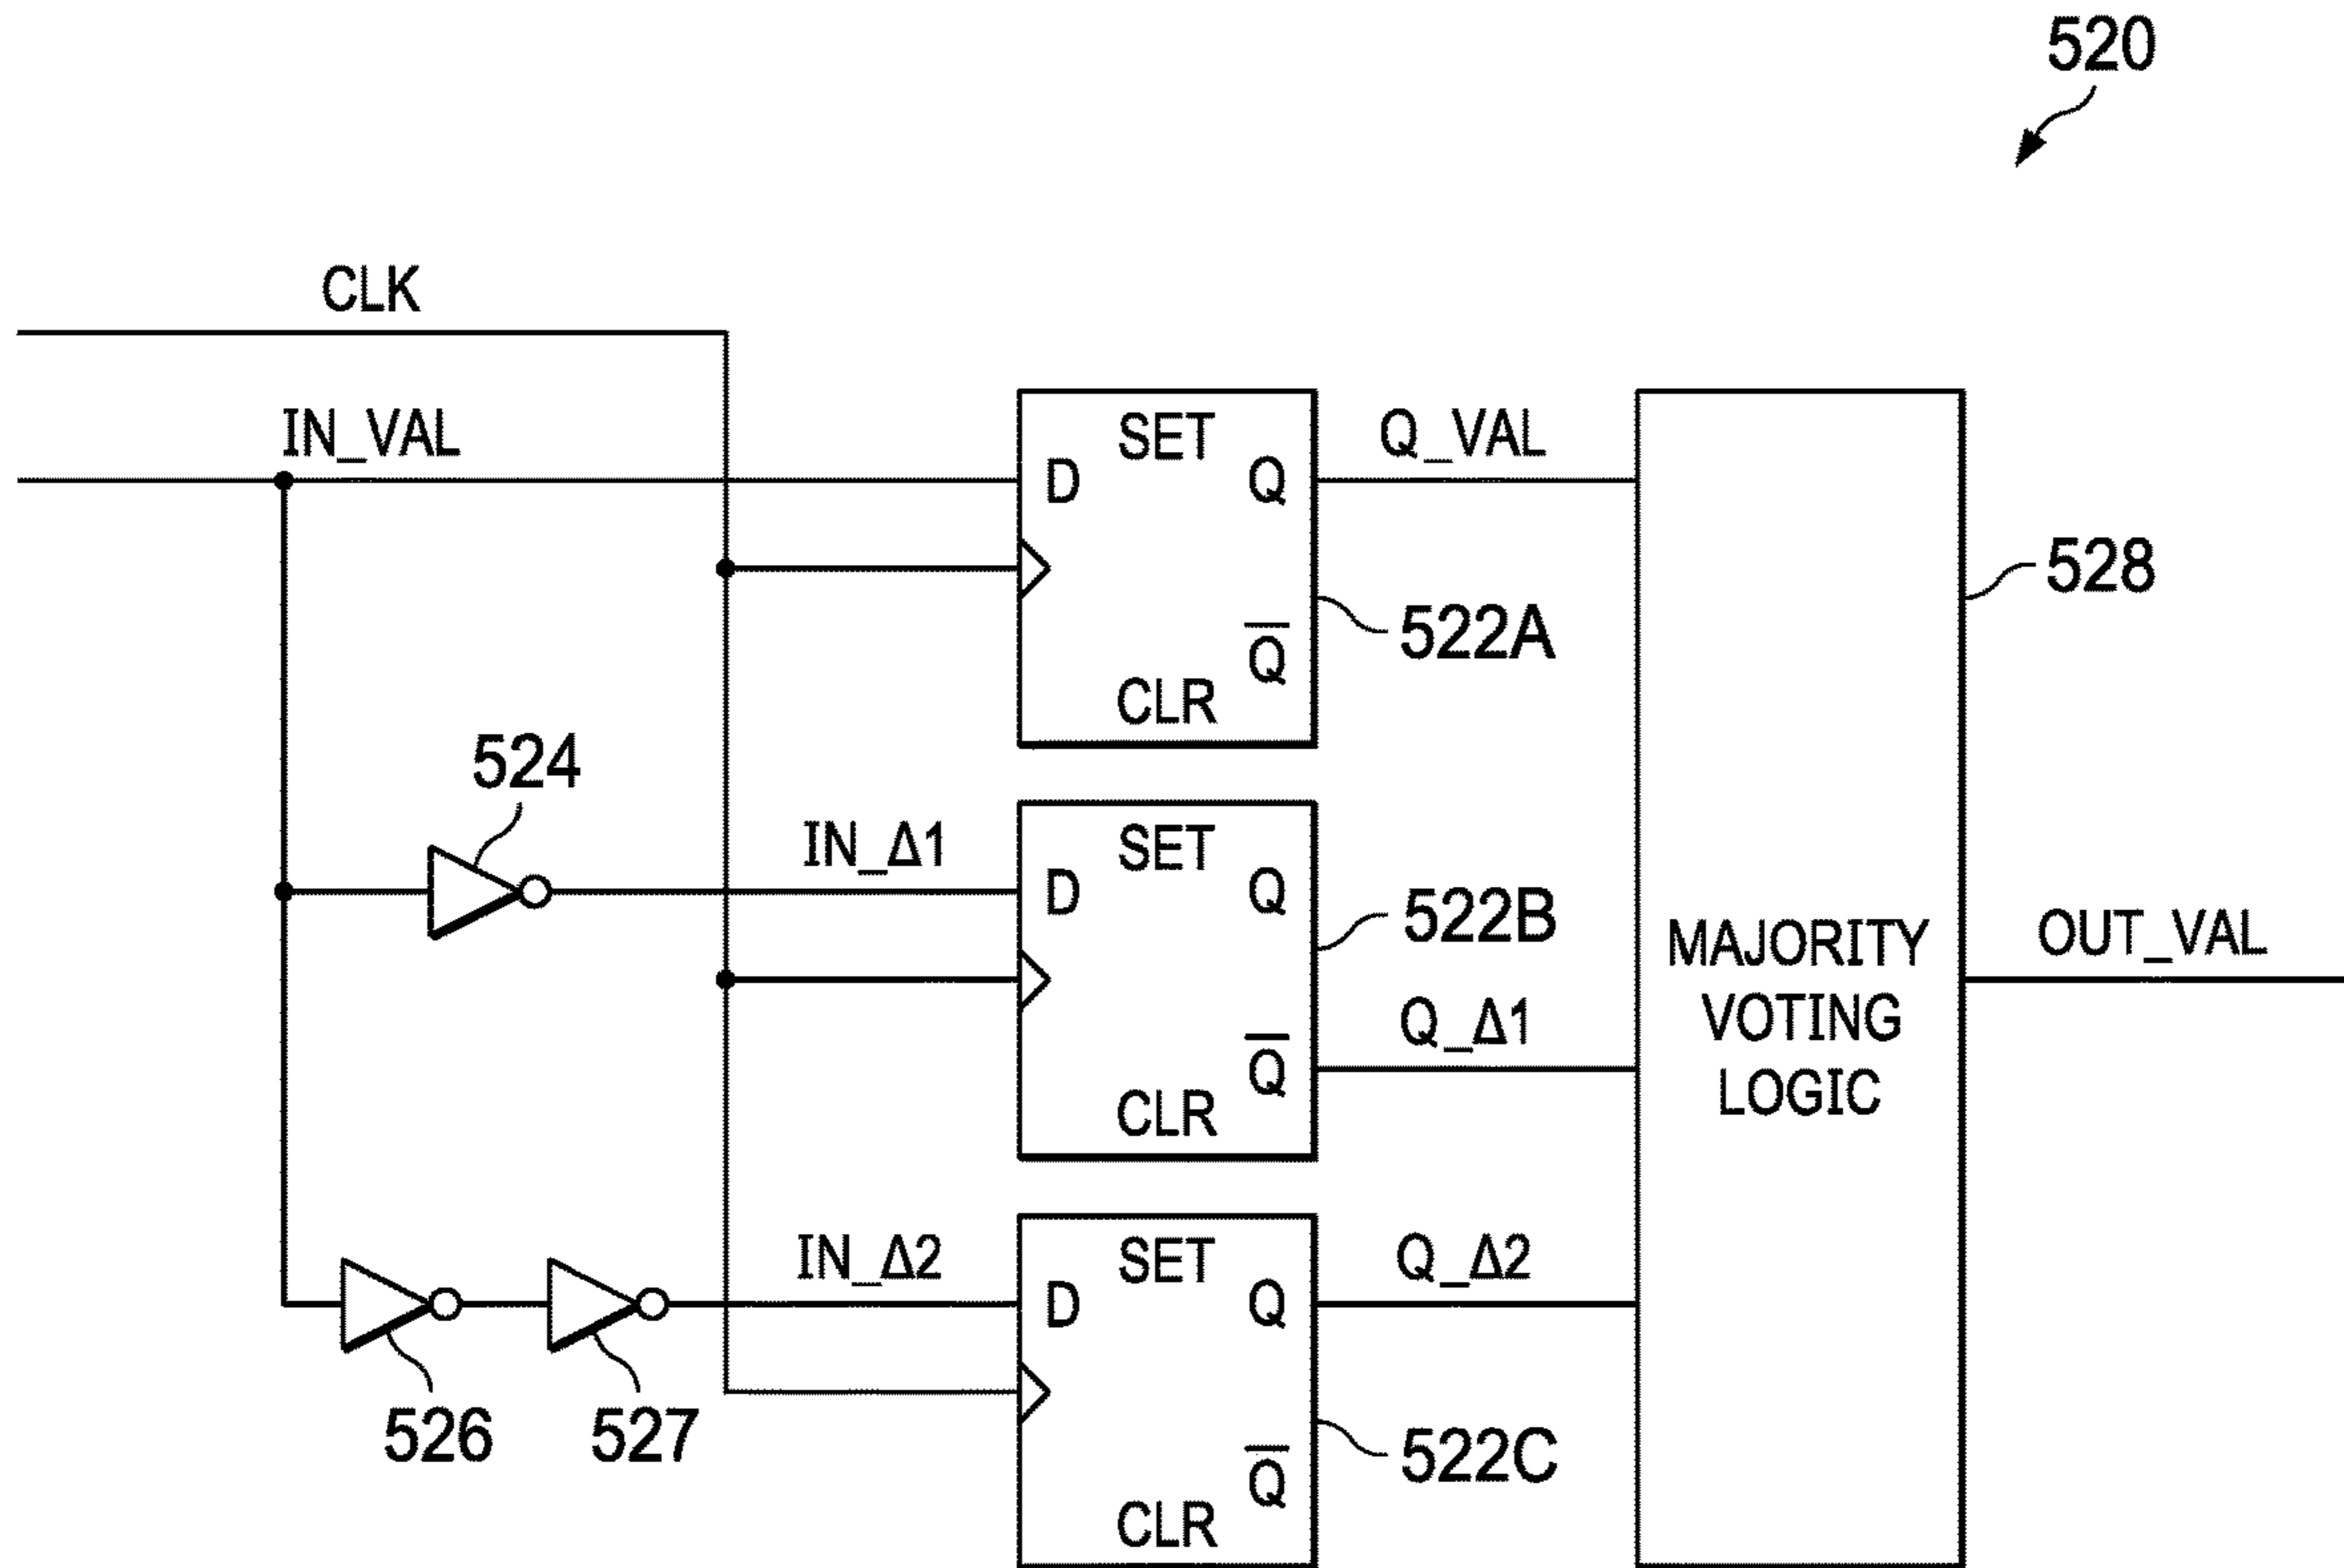 520
CLK
IN_VAL
SET
D
Q
Q_VAL
528
522A
Q̅
CLR
524
IN_Δ1
SET
D
Q
522B
MAJORITY
VOTING
LOGIC
OUT_VAL
Q_Δ1
Q̅
CLR
IN_Δ2
SET
D
Q
Q_Δ2
526
527
522C
Q̅
CLR